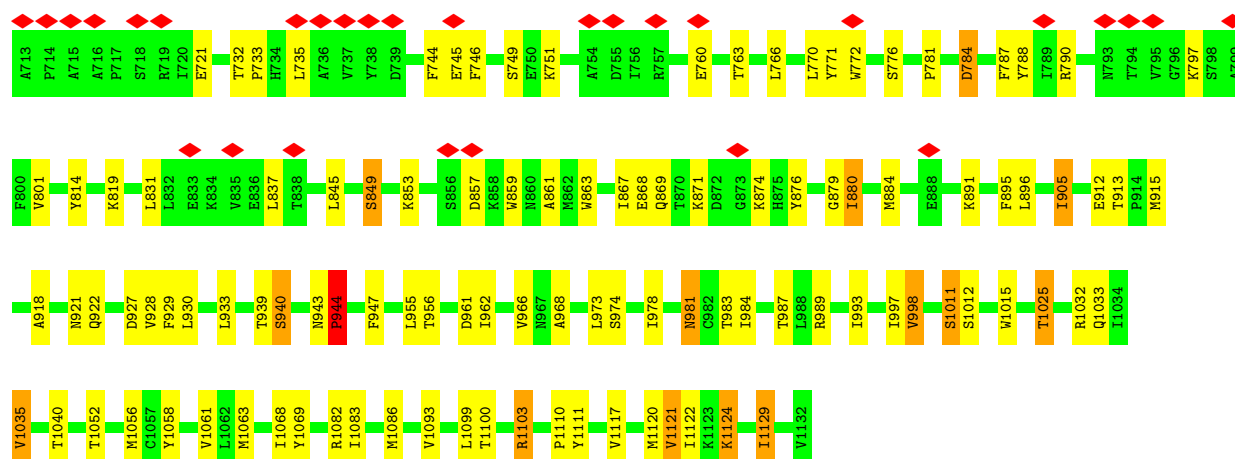 A713 P714 A715 A716 P717 S718 R719 I720 E721 T732 P733 H734 L735 A736 V737 Y738 D739 F744 E745 F746 S749 E750 K751 A754 D755 I756 R757 E760 T763 L766 L770 Y771 W772 S776 P781 D784 F787 Y788 I789 R790 N793 T794 V795 G796 K797 S798 A799
F800 V801 Y814 K819 L831 L832 E833 K834 V835 E836 L837 T838 L845 S849 K853 S856 D857 K858 W859 N860 A861 M862 W863 I867 E868 Q869 T870 K871 D872 G873 K874 H875 Y876 G879 I880 M884 E888 K891 F895 L896 I905 E912 T913 P914 M915
A918 N921 Q922 D927 V928 F929 L930 L933 T939 S940 N943 P944 F947 L955 T956 D961 I962 V966 N967 A968 L973 S974 I978 N981 C982 T983 I984 T987 L988 R989 I993 I997 V998 S1011 S1012 W1015 T1025 R1032 Q1033 I1034
V1035 T1040 T1052 M1056 C1057 Y1058 V1061 L1062 M1063 I1068 Y1069 R1082 I1083 M1086 V1093 L1099 T1100 R1103 P1110 Y1111 V1117 M1120 V1121 I1122 K1123 K1124 I1129 V1132